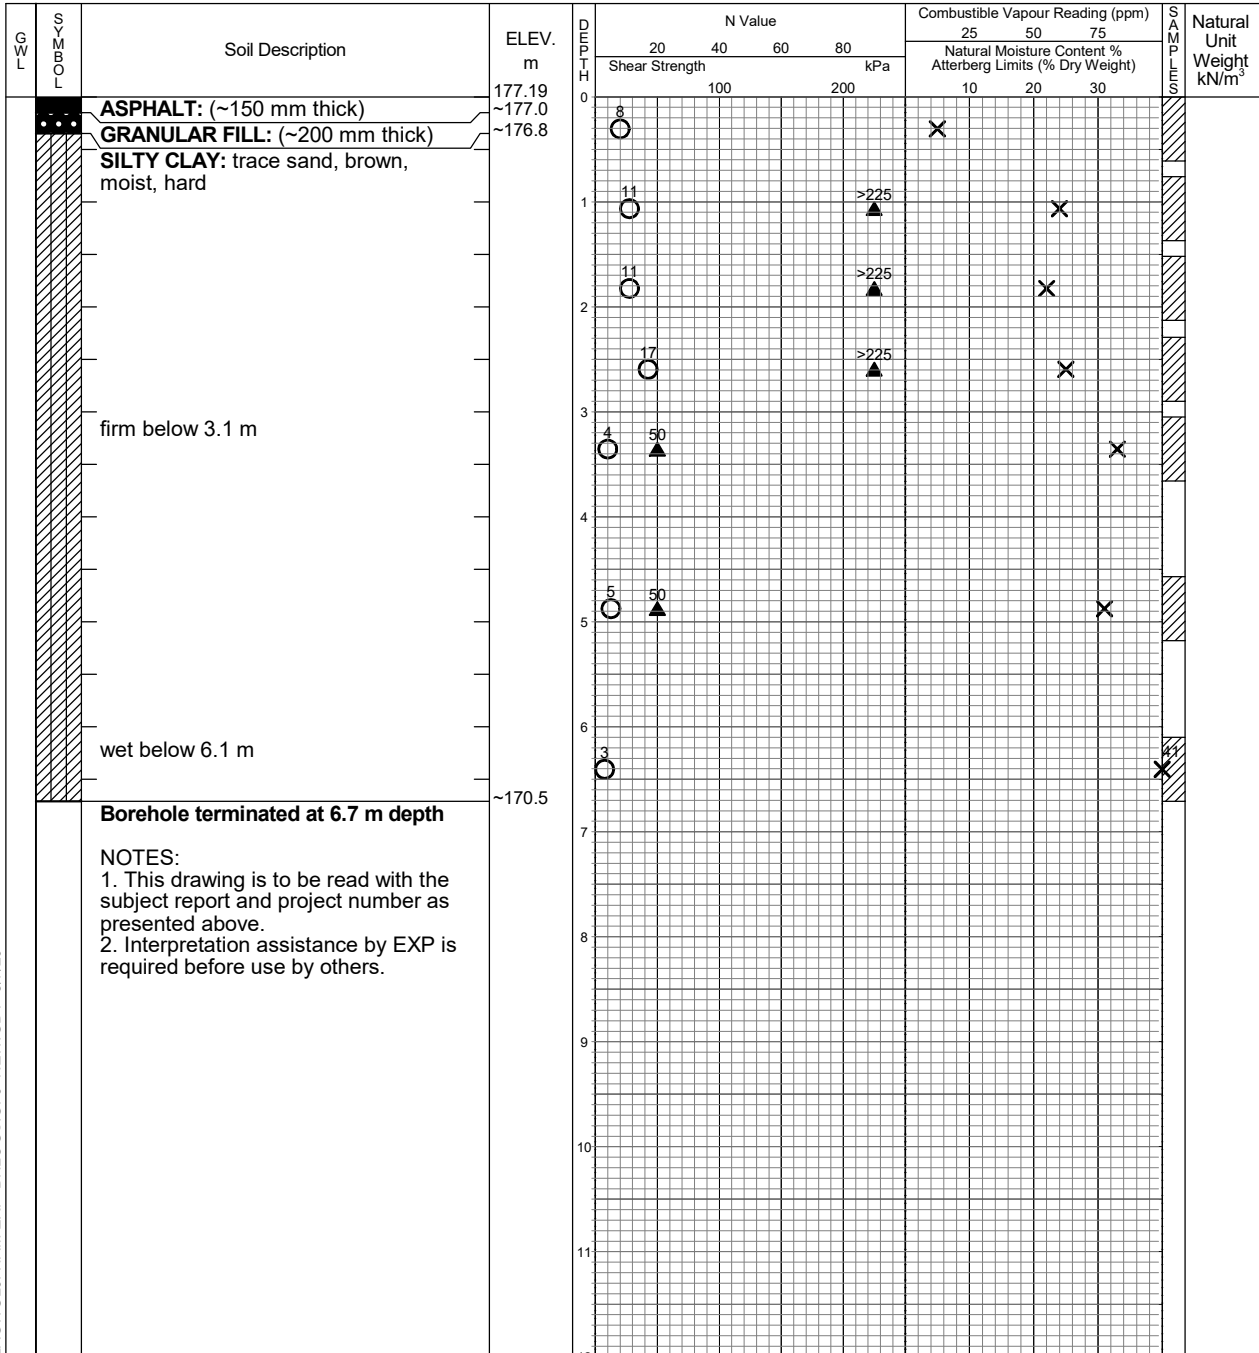 GWL
SYMBOL
Soil Description
ELEV.
m
DEPTH
N Value
20 40 60 80
Shear Strength kPa
100 200
Combustible Vapour Reading (ppm)
25 50 75
Natural Moisture Content %
Atterberg Limits (% Dry Weight)
10 20 30
SAMPLES
Natural
Unit
Weight
kN/m³
177.19
0
ASPHALT: (~150 mm thick)
~177.0
GRANULAR FILL: (~200 mm thick)
~176.8
8
SILTY CLAY: trace sand, brown,
moist, hard
11 >225
1
11 >225
2
17 >225
3
firm below 3.1 m
4 50
4
5 50
5
6
wet below 6.1 m
3 41
~170.5
Borehole terminated at 6.7 m depth
7
NOTES:
1. This drawing is to be read with the
subject report and project number as
presented above.
2. Interpretation assistance by EXP is
required before use by others.
8
9
10
11